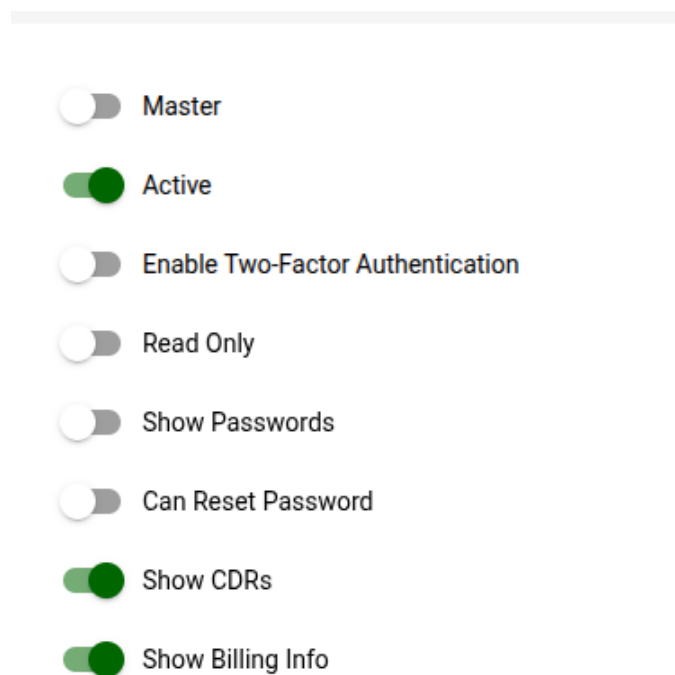 Master
Active
Enable Two-Factor Authentication
Read Only
Show Passwords
Can Reset Password
Show CDRs
Show Billing Info